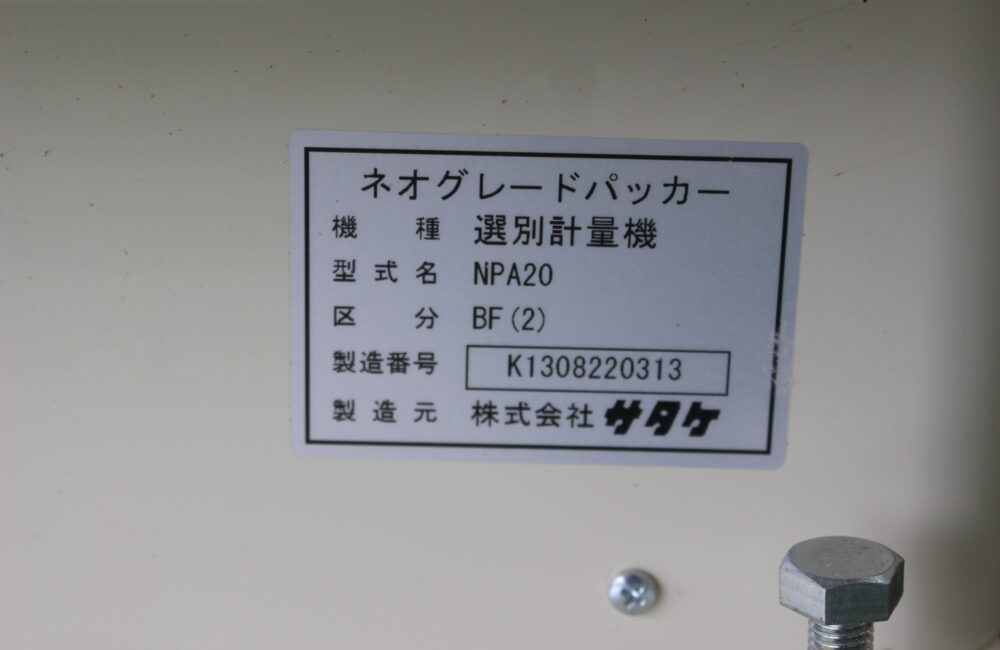 ネオグレードパッカー
機種 選別計量機
型式名 NPA20
区分 BF(2)
製造番号 K1308220313
製造元 株式会社サタケ